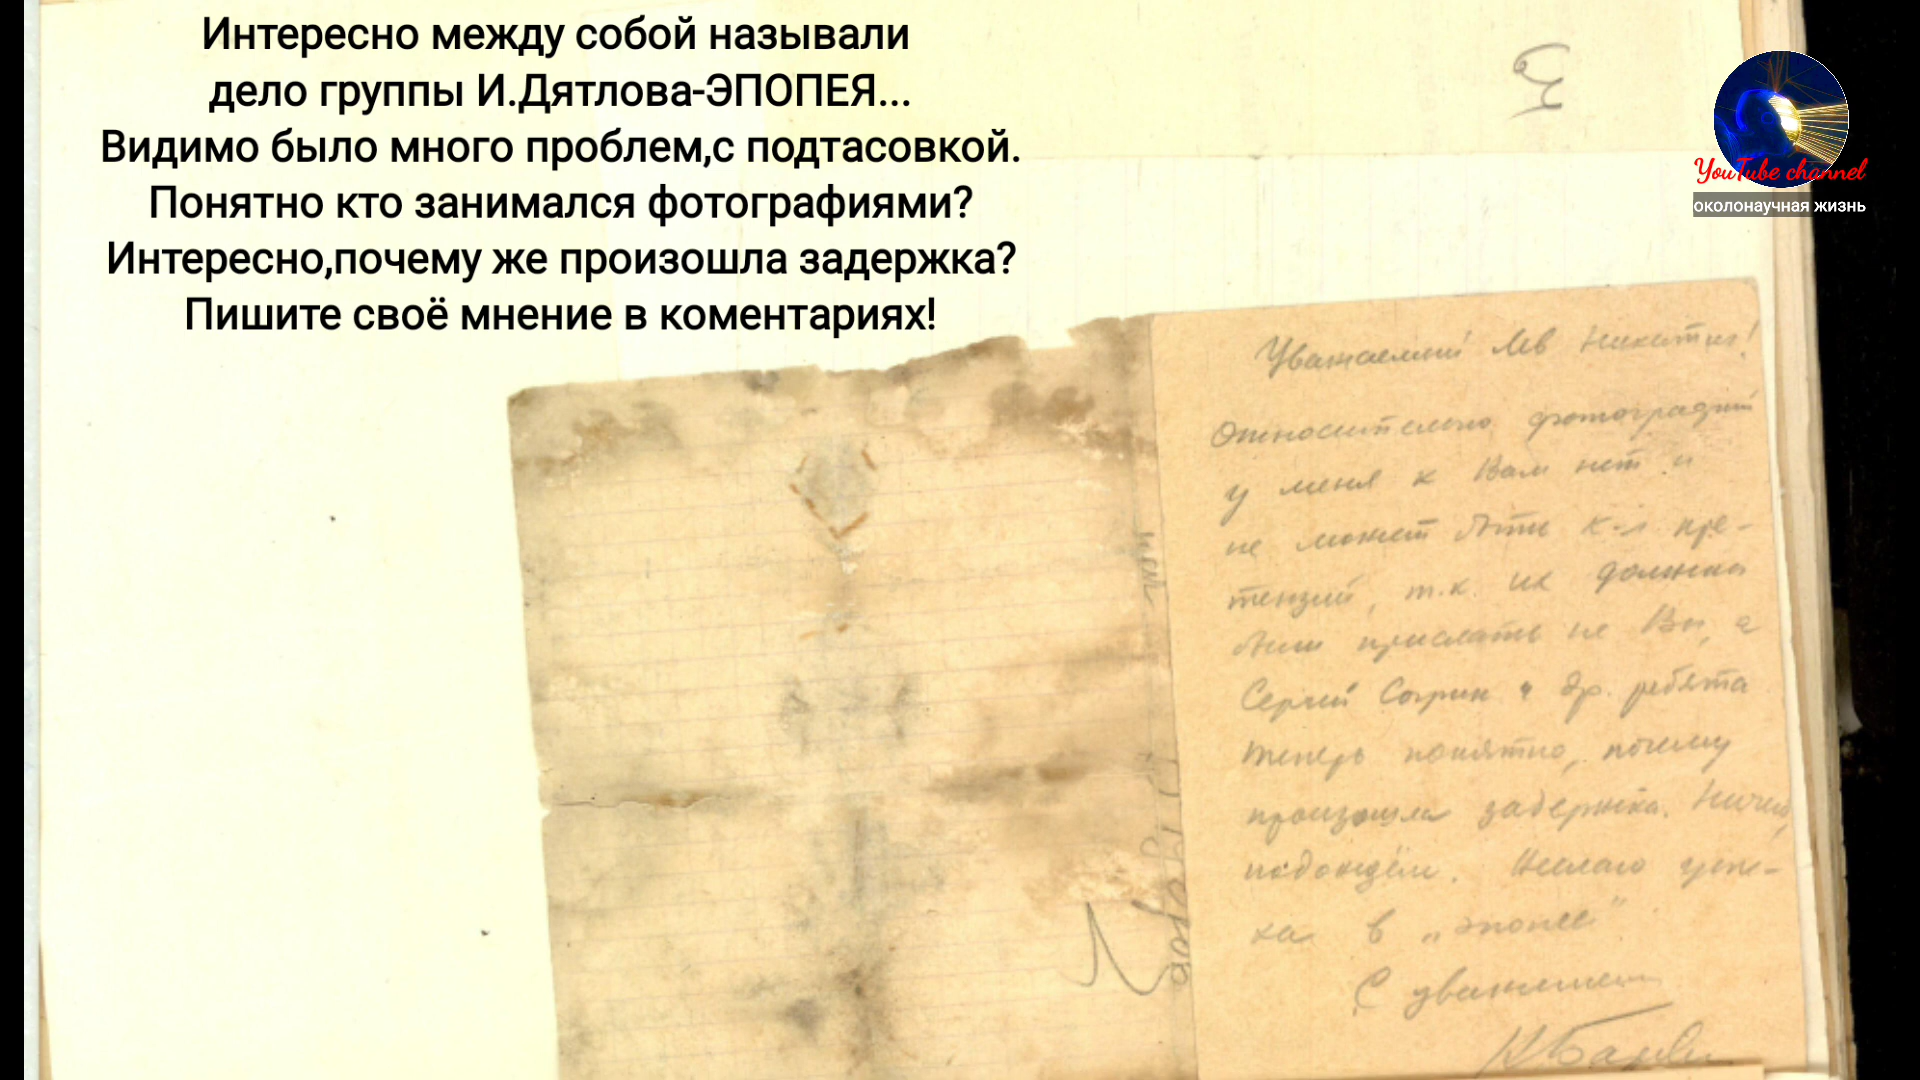 Интересно между собой называли
дело группы И.Дятлова-ЭПОПЕЯ...
Видимо было много проблем,с подтасовкой.
Понятно кто занимался фотографиями?
Интересно,почему же произошла задержка?
Пишите своё мнение в коментариях!
YouTube channel
околонаучная жизнь
Уважаемый Лев Никитич!
Относительно фотографий
у меня к Вам нет и
не может быть к-л пре-
тензий, т.к. их должны
были прислать не Вы, а
Сергей Согрин и др. ребята
теперь понятно, почему
произошла задержка. Ничего,
подождём. Желаю успе-
ха в „эпопее"
С уважением